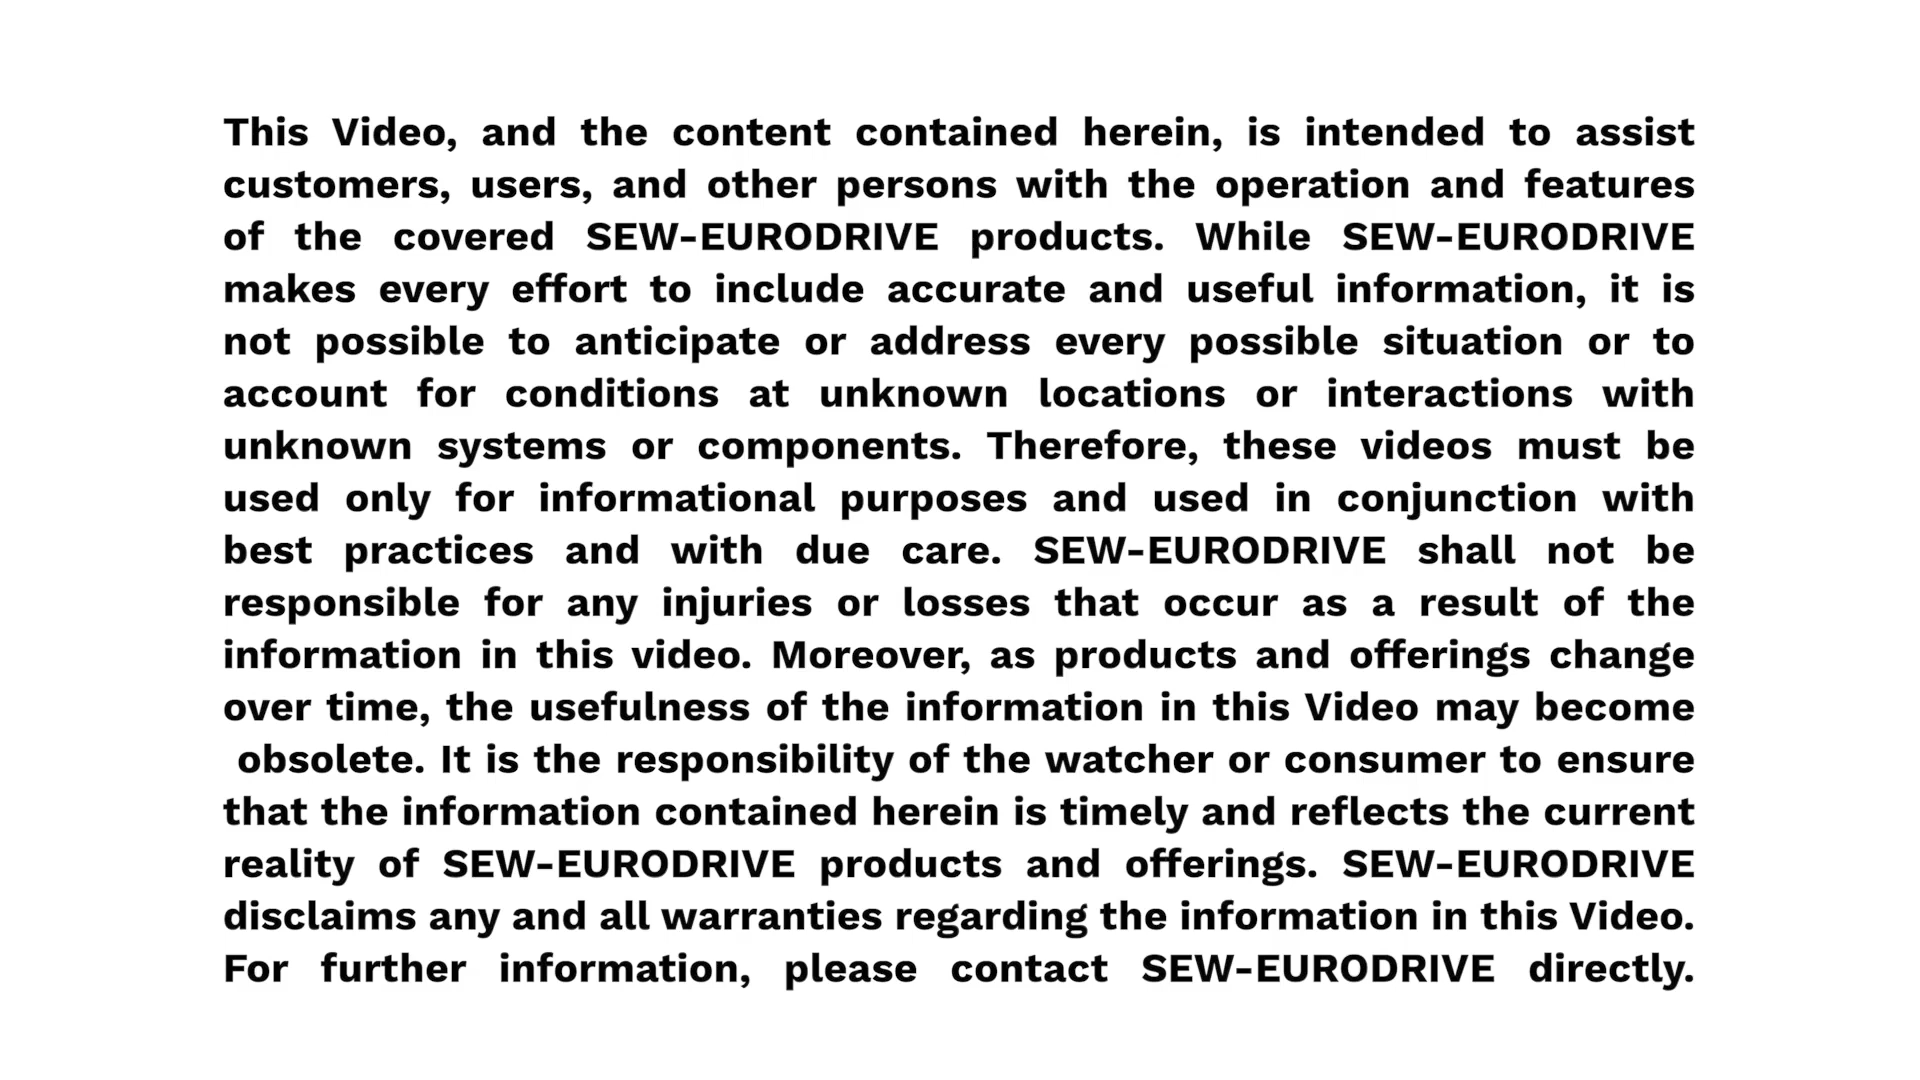 This Video, and the content contained herein, is intended to assist
customers, users, and other persons with the operation and features
of the covered SEW-EURODRIVE products. While SEW-EURODRIVE
makes every effort to include accurate and useful information, it is
not possible to anticipate or address every possible situation or to
account for conditions at unknown locations or interactions with
unknown systems or components. Therefore, these videos must be
used only for informational purposes and used in conjunction with
best practices and with due care. SEW-EURODRIVE shall not be
responsible for any injuries or losses that occur as a result of the
information in this video. Moreover, as products and offerings change
over time, the usefulness of the information in this Video may become
obsolete. It is the responsibility of the watcher or consumer to ensure
that the information contained herein is timely and reflects the current
reality of SEW-EURODRIVE products and offerings. SEW-EURODRIVE
disclaims any and all warranties regarding the information in this Video.
For further information, please contact SEW-EURODRIVE directly.